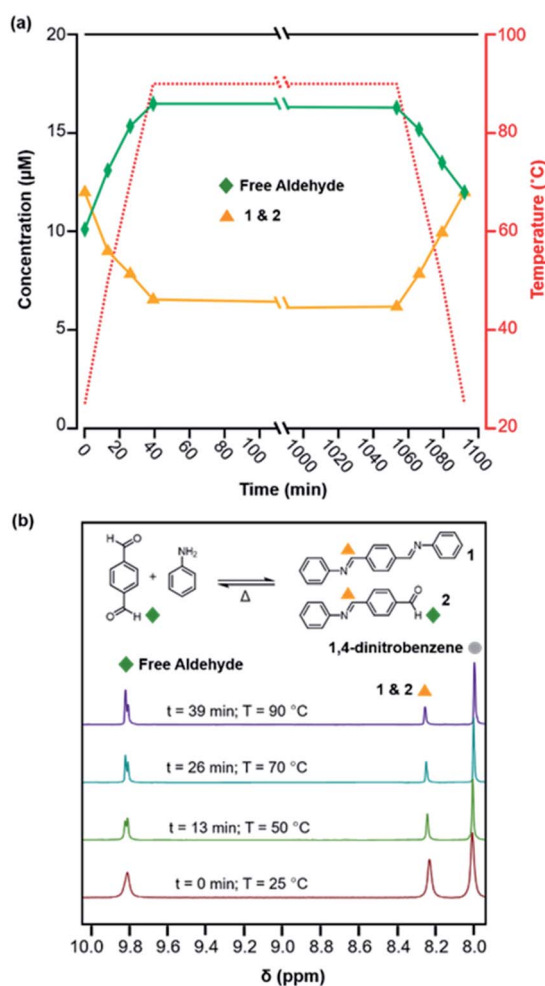 (a)
20
15
10
5
0
Concentration (µM)
100
80
60
40
20
Temperature (°C)
Free Aldehyde
1 & 2
0 20 40 60 80 100 1000 1020 1040 1060 1080 1100
Time (min)
(b)
H O
NH2
+
O H
Δ
N
N
1
N
O
H
2
1,4-dinitrobenzene
Free Aldehyde
1 & 2
t = 39 min; T = 90 °C
t = 26 min; T = 70 °C
t = 13 min; T = 50 °C
t = 0 min; T = 25 °C
10.0 9.8 9.6 9.4 9.2 9.0 8.8 8.6 8.4 8.2 8.0
δ (ppm)